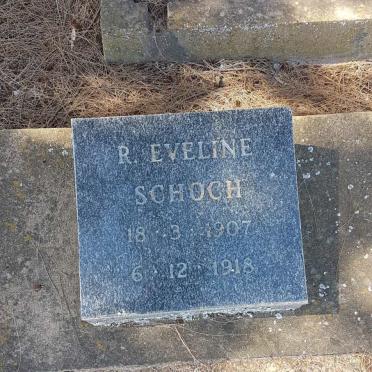 R. EVELINE
SCHOCH
18 · 3 · 1907
6 · 12 · 1918